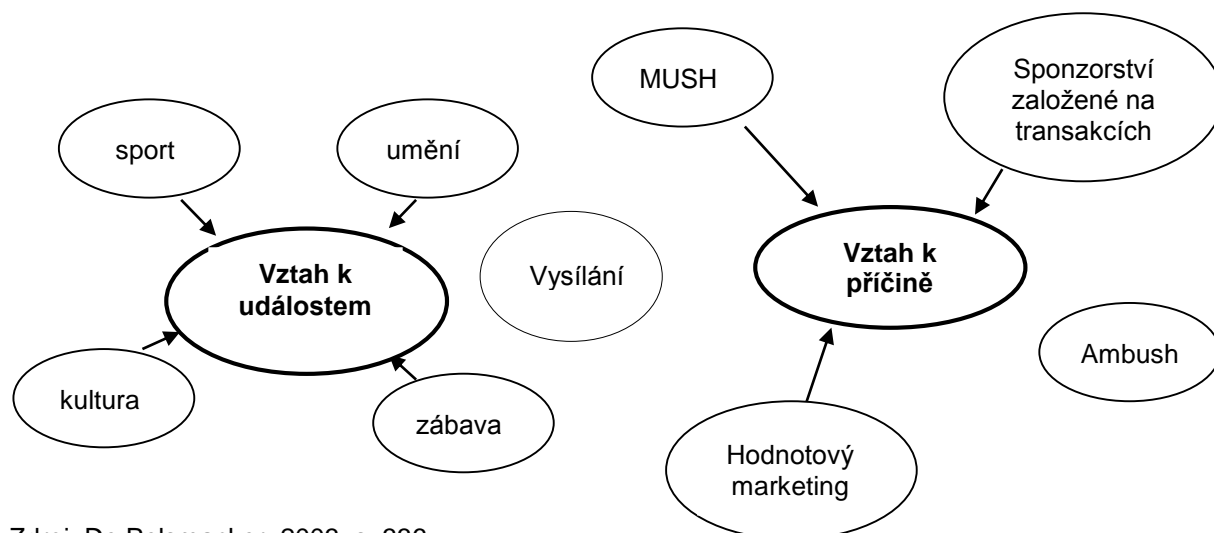 MUSH
Sponzorství
založené na
transakcích
sport
umění
Vztah k
událostem
Vysílání
Vztah k
příčině
Ambush
kultura
zábava
Hodnotový
marketing